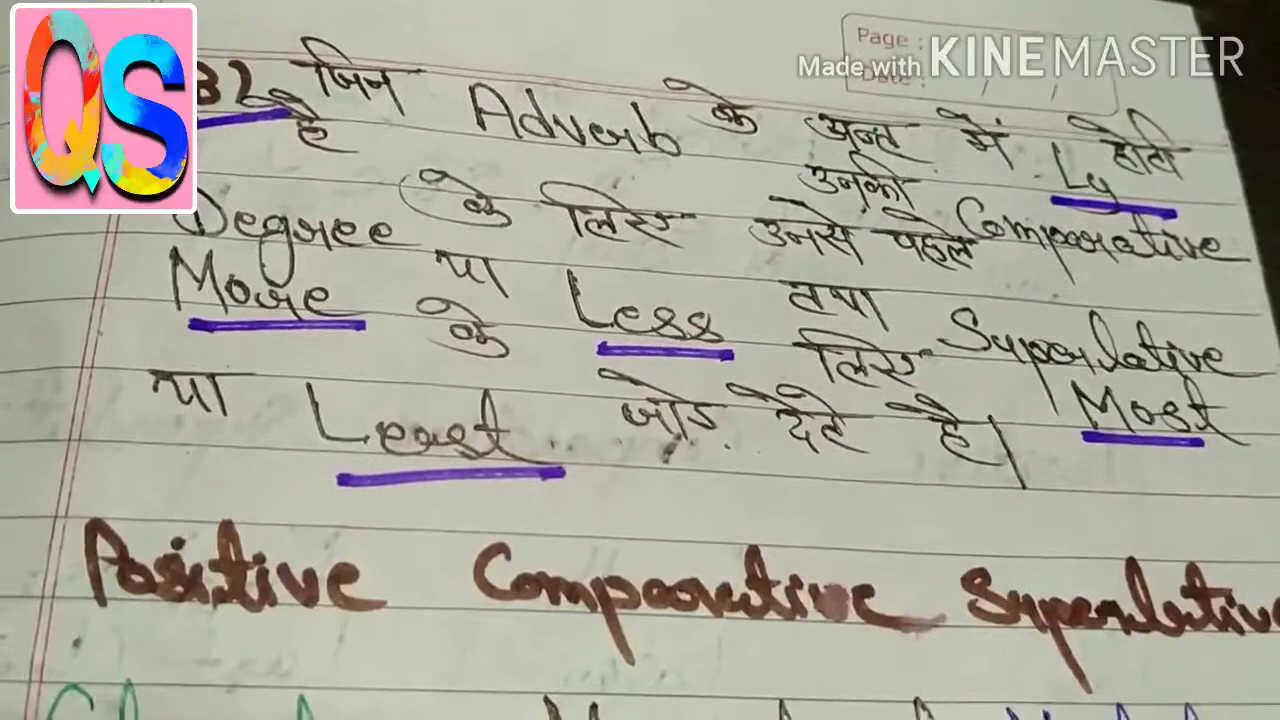 QS
Page :
Date : / /
Made with KINEMASTER
B2 जिन Adverb के अन्त में Ly होती
है उनकी Comparative
Degree के लिए उनसे पहले
More या Less तथा Superlative
के लिए Most
या Least जोड़ देते है।
Positive Comparative Superlative